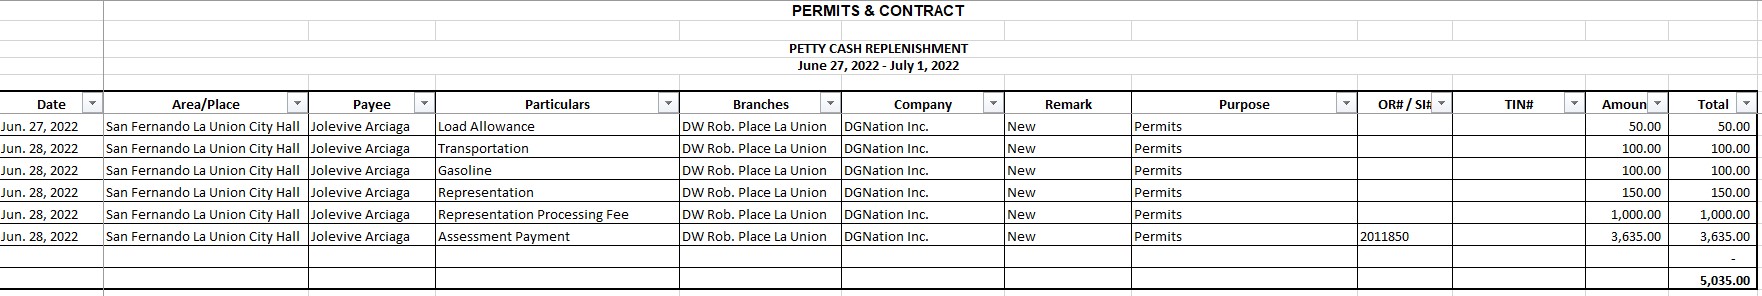 PERMITS & CONTRACT
PETTY CASH REPLENISHMENT
June 27, 2022 - July 1, 2022
Date Area/Place Payee Particulars Branches Company Remark Purpose OR# / SI# TIN# Amoun Total
Jun. 27, 2022 San Fernando La Union City Hall Jolevive Arciaga Load Allowance DW Rob. Place La Union DGNation Inc. New Permits 50.00 50.00
Jun. 28, 2022 San Fernando La Union City Hall Jolevive Arciaga Transportation DW Rob. Place La Union DGNation Inc. New Permits 100.00 100.00
Jun. 28, 2022 San Fernando La Union City Hall Jolevive Arciaga Gasoline DW Rob. Place La Union DGNation Inc. New Permits 100.00 100.00
Jun. 28, 2022 San Fernando La Union City Hall Jolevive Arciaga Representation DW Rob. Place La Union DGNation Inc. New Permits 150.00 150.00
Jun. 28, 2022 San Fernando La Union City Hall Jolevive Arciaga Representation Processing Fee DW Rob. Place La Union DGNation Inc. New Permits 1,000.00 1,000.00
Jun. 28, 2022 San Fernando La Union City Hall Jolevive Arciaga Assessment Payment DW Rob. Place La Union DGNation Inc. New Permits 2011850 3,635.00 3,635.00
-
5,035.00